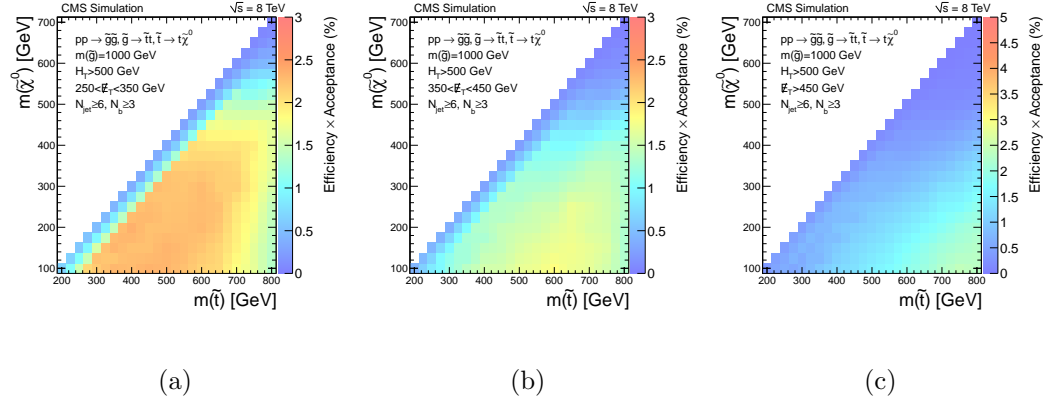 CMS Simulation √s = 8 TeV
pp → g̃g̃, g̃ → t̃t, t̃ → tχ̃⁰
m(g̃)=1000 GeV
H_T>500 GeV
250<E̸_T<350 GeV
N_jet≥6, N_b≥3
m(χ̃⁰) [GeV]
700
600
500
400
300
200
100
200 300 400 500 600 700 800
m(t̃) [GeV]
3
2.5
2
1.5
1
0.5
0
Efficiency × Acceptance (%)
(a)
CMS Simulation √s = 8 TeV
pp → g̃g̃, g̃ → t̃t, t̃ → tχ̃⁰
m(g̃)=1000 GeV
H_T>500 GeV
350<E̸_T<450 GeV
N_jet≥6, N_b≥3
m(χ̃⁰) [GeV]
700
600
500
400
300
200
100
200 300 400 500 600 700 800
m(t̃) [GeV]
3
2.5
2
1.5
1
0.5
0
Efficiency × Acceptance (%)
(b)
CMS Simulation √s = 8 TeV
pp → g̃g̃, g̃ → t̃t, t̃ → tχ̃⁰
m(g̃)=1000 GeV
H_T>500 GeV
E̸_T>450 GeV
N_jet≥6, N_b≥3
m(χ̃⁰) [GeV]
700
600
500
400
300
200
100
200 300 400 500 600 700 800
m(t̃) [GeV]
5
4.5
4
3.5
3
2.5
2
1.5
1
0.5
0
Efficiency × Acceptance (%)
(c)